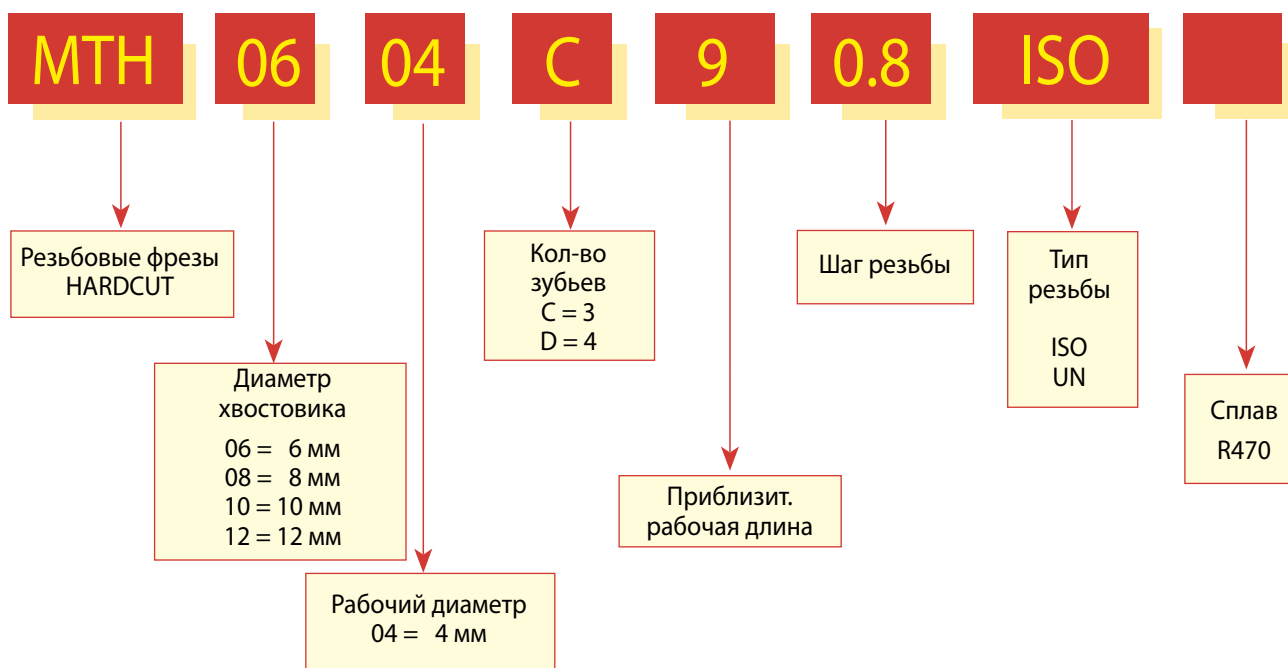 MTH 06 04 C 9 0.8 ISO
Резьбовые фрезы
HARDCUT
Диаметр
хвостовика
06 = 6 мм
08 = 8 мм
10 = 10 мм
12 = 12 мм
Рабочий диаметр
04 = 4 мм
Кол-во
зубьев
C = 3
D = 4
Приблизит.
рабочая длина
Шаг резьбы
Тип
резьбы
ISO
UN
Сплав
R470